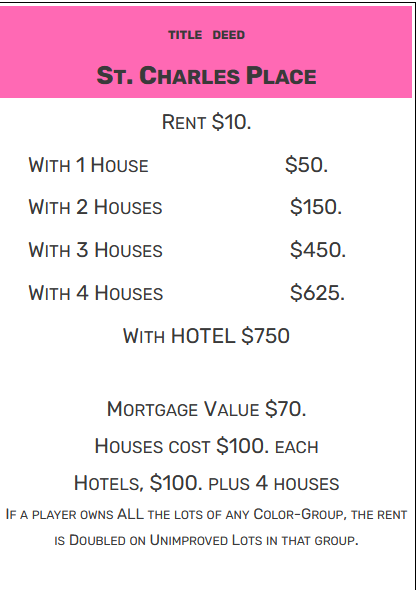 TITLE DEED
ST. CHARLES PLACE
RENT $10.
WITH 1 HOUSE $50.
WITH 2 HOUSES $150.
WITH 3 HOUSES $450.
WITH 4 HOUSES $625.
WITH HOTEL $750
MORTGAGE VALUE $70.
HOUSES COST $100. EACH
HOTELS, $100. PLUS 4 HOUSES
IF A PLAYER OWNS ALL THE LOTS OF ANY COLOR-GROUP, THE RENT
IS DOUBLED ON UNIMPROVED LOTS IN THAT GROUP.